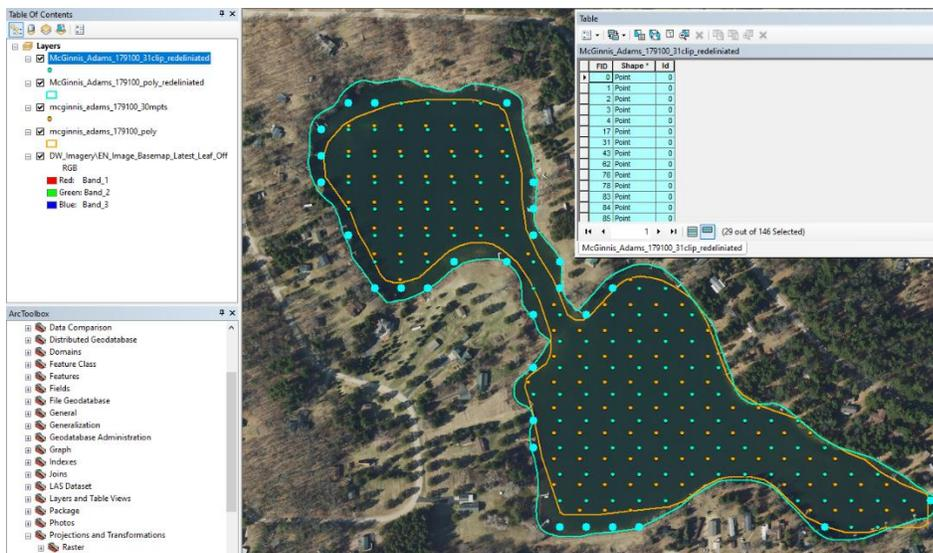 Table Of Contents
Layers
McGinnis_Adams_179100_31clip_redeliniated
McGinnis_Adams_179100_poly_redeliniated
mcginnis_adams_179100_30mpts
mcginnis_adams_179100_poly
DW_Imagery\EN_Image_Basemap_Latest_Leaf_Off
RGB
Red: Band_1
Green: Band_2
Blue: Band_3
ArcToolbox
Data Comparison
Distributed Geodatabase
Domains
Feature Class
Features
Fields
File Geodatabase
General
Generalization
Geodatabase Administration
Graph
Indexes
Joins
LAS Dataset
Layers and Table Views
Package
Photos
Projections and Transformations
Raster
Table
McGinnis_Adams_179100_31clip_redeliniated
FID Shape * Id
0 Point 0
1 Point 0
2 Point 0
3 Point 0
4 Point 0
17 Point 0
31 Point 0
43 Point 0
62 Point 0
76 Point 0
78 Point 0
83 Point 0
84 Point 0
85 Point 0
1 (29 out of 146 Selected)
McGinnis_Adams_179100_31clip_redeliniated